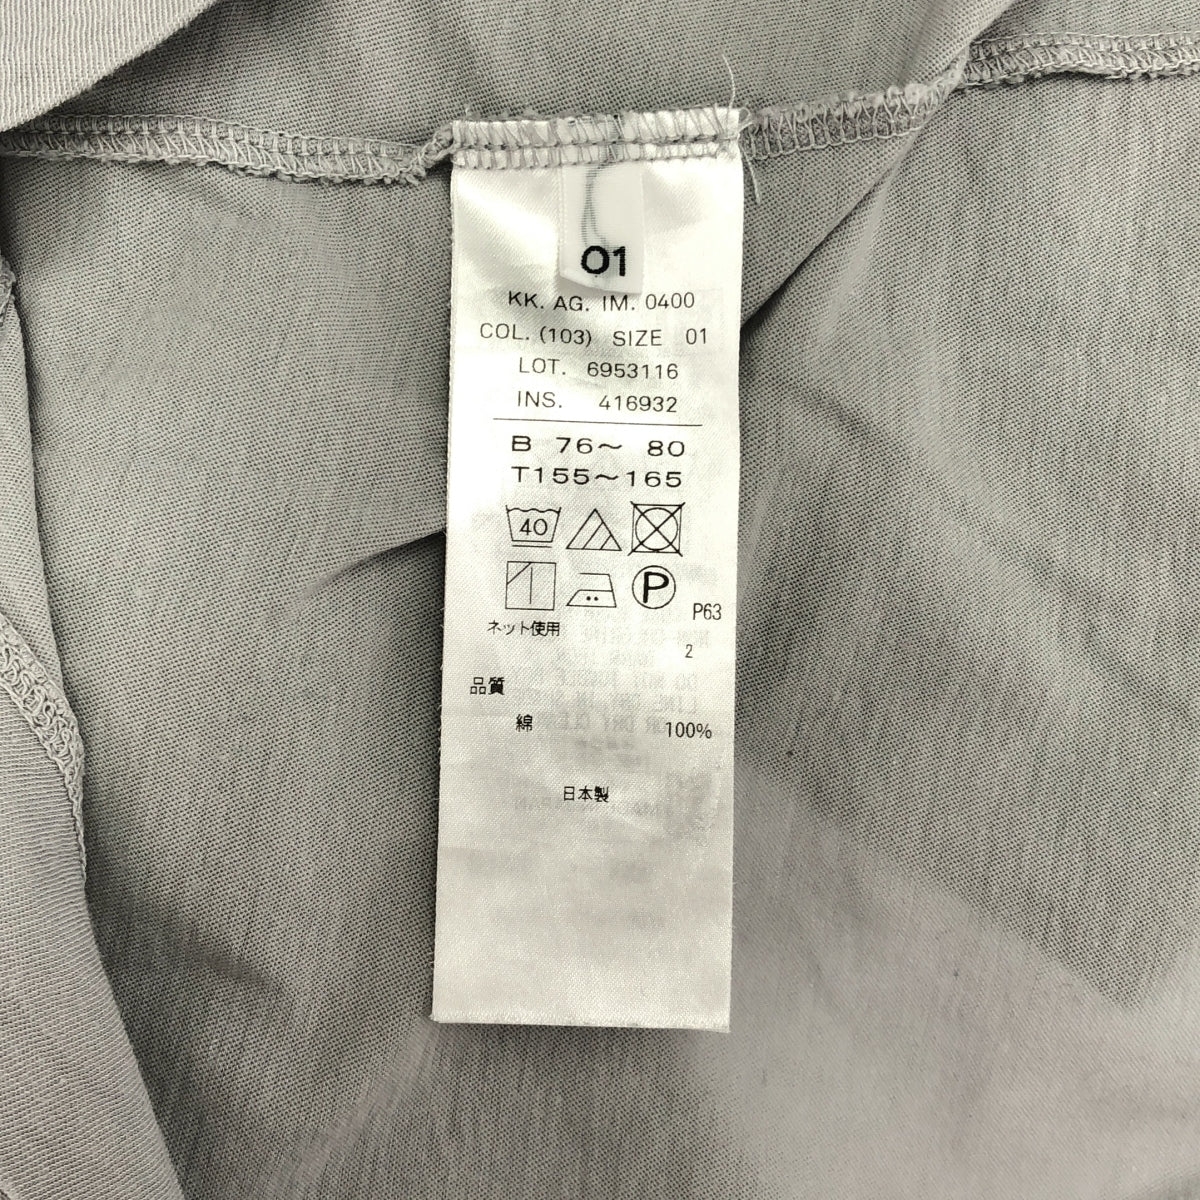 01
KK. AG. IM. 0400
COL. (103) SIZE 01
LOT. 6953116
INS. 416932
B 76~ 80
T155~165
40
P
P63
ネット使用
2
品質
綿 100%
日本製